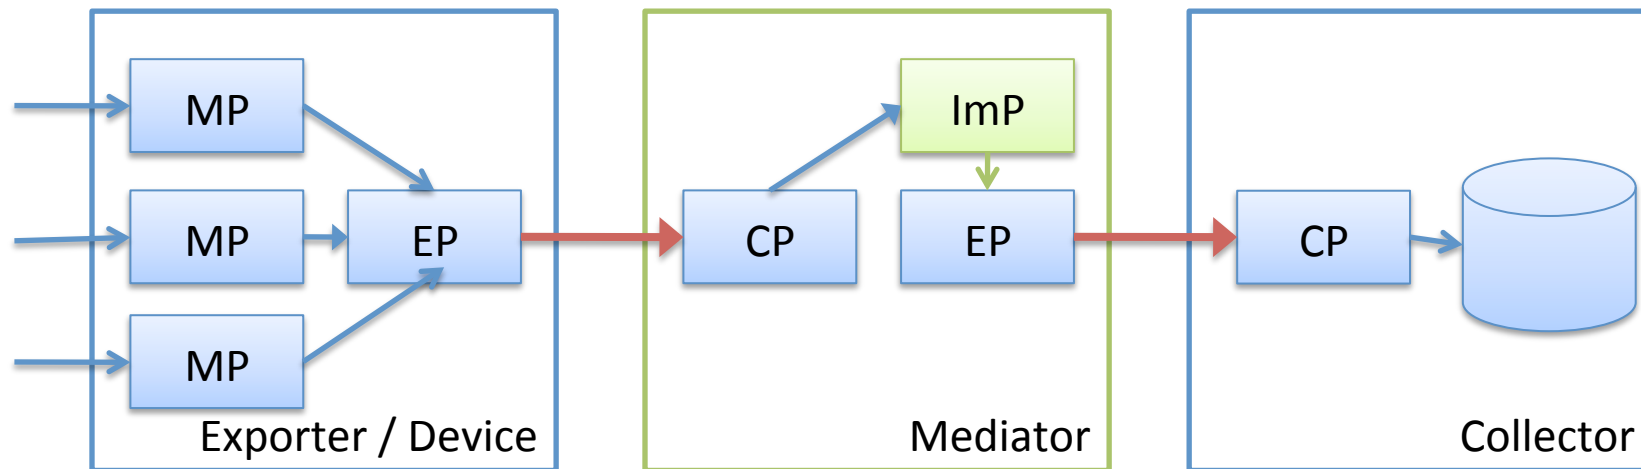 MP
MP
MP
EP
Exporter / Device
CP
ImP
EP
Mediator
CP
Collector